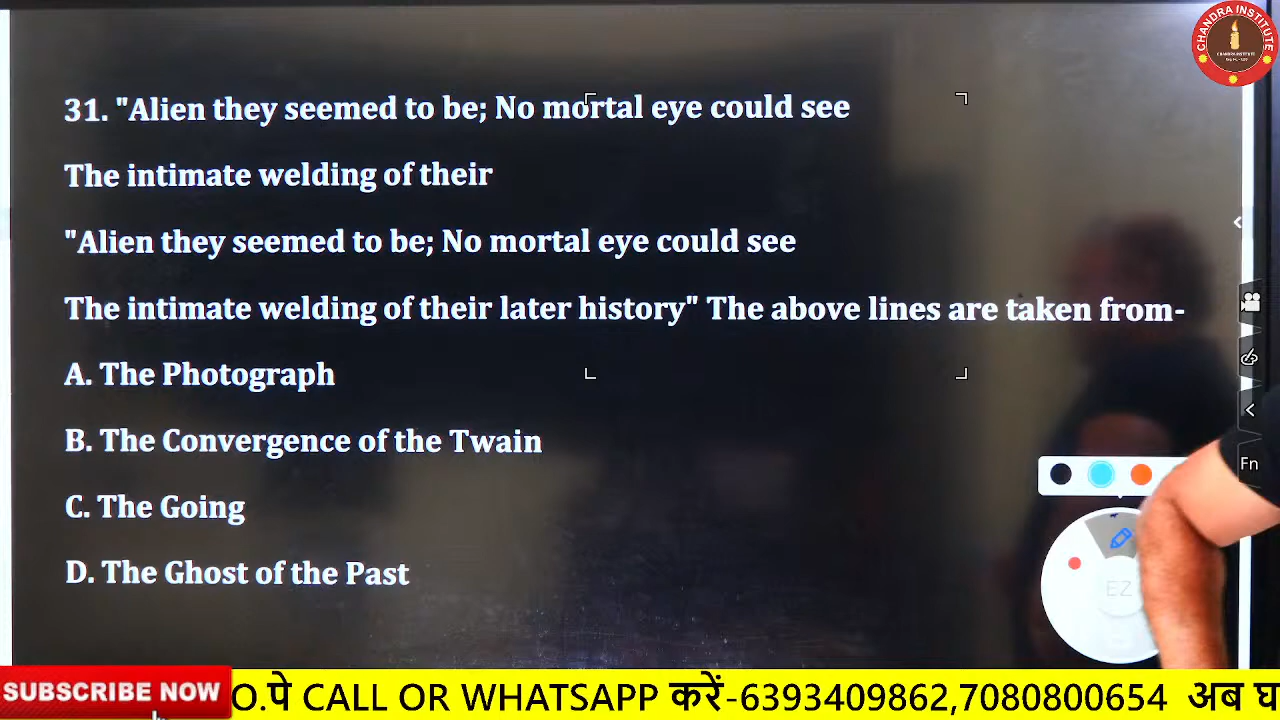 CHANDRA INSTITUTE
CHANDRA INSTITUTE
31. "Alien they seemed to be; No mortal eye could see
The intimate welding of their
"Alien they seemed to be; No mortal eye could see
The intimate welding of their later history" The above lines are taken from-
A. The Photograph
B. The Convergence of the Twain
C. The Going
D. The Ghost of the Past
Fn
EZ
SUBSCRIBE NOW
O.पे CALL OR WHATSAPP करें-6393409862,7080800654 अब घ